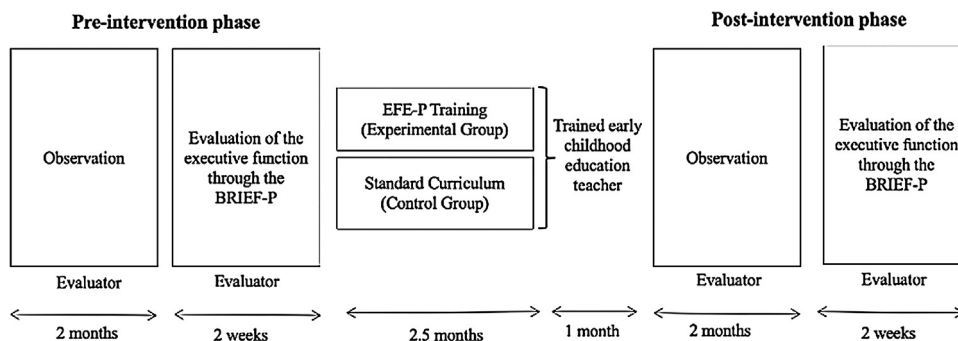 Pre-intervention phase
Post-intervention phase
Observation
Evaluation of the
executive function
through the
BRIEF-P
EFE-P Training
(Experimental Group)
Standard Curriculum
(Control Group)
Trained early
childhood
education
teacher
Observation
Evaluation of the
executive function
through the
BRIEF-P
Evaluator
Evaluator
Evaluator
Evaluator
2 months
2 weeks
2.5 months
1 month
2 months
2 weeks